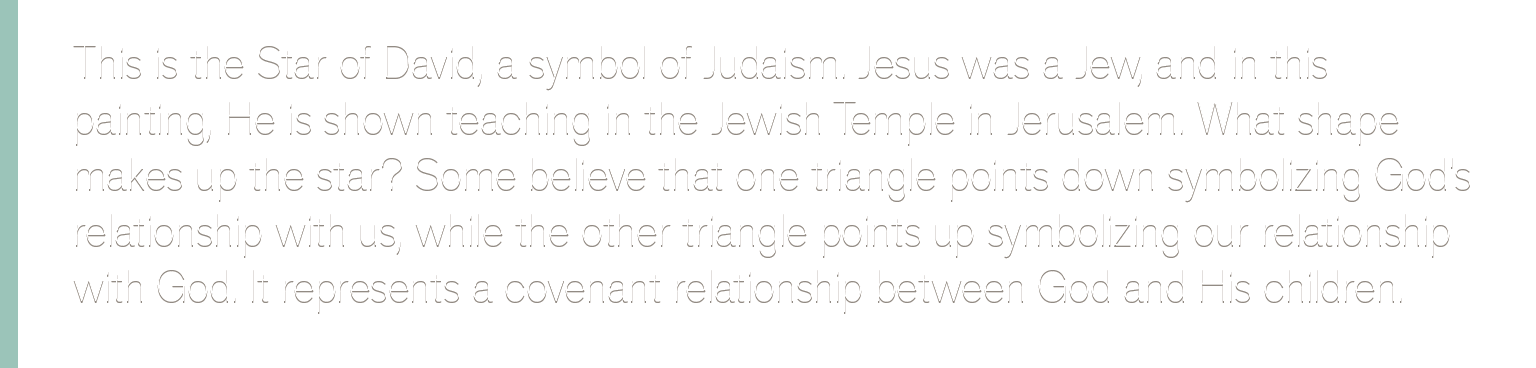 This is the Star of David, a symbol of Judaism. Jesus was a Jew, and in this
painting, He is shown teaching in the Jewish Temple in Jerusalem. What shape
makes up the star? Some believe that one triangle points down symbolizing God's
relationship with us, while the other triangle points up symbolizing our relationship
with God. It represents a covenant relationship between God and His children.